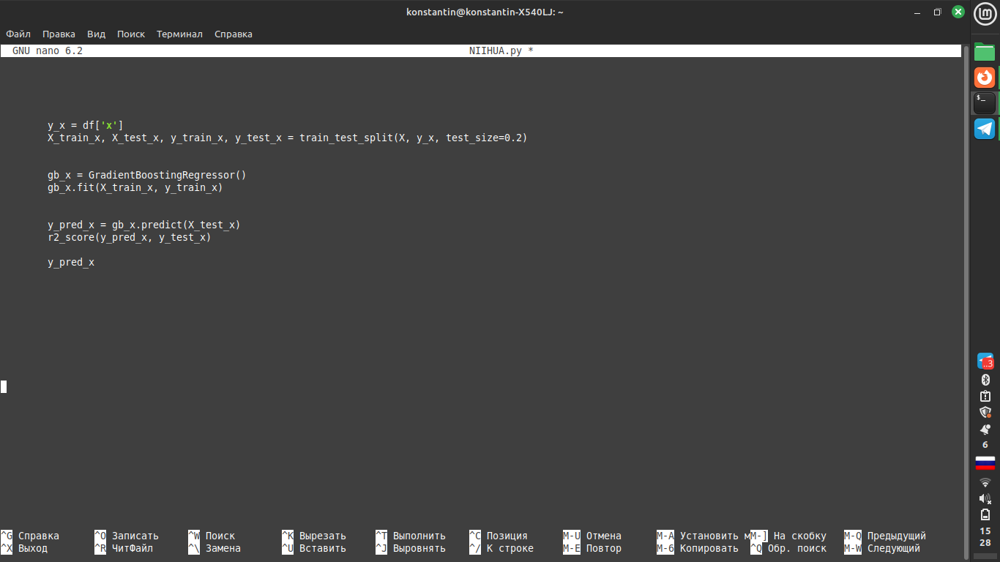 konstantin@konstantin-X540LJ: ~
Файл Правка Вид Поиск Терминал Справка
GNU nano 6.2 NIIHUA.py *
y_x = df['x']
X_train_x, X_test_x, y_train_x, y_test_x = train_test_split(X, y_x, test_size=0.2)
gb_x = GradientBoostingRegressor()
gb_x.fit(X_train_x, y_train_x)
y_pred_x = gb_x.predict(X_test_x)
r2_score(y_pred_x, y_test_x)
y_pred_x
^G Справка ^O Записать ^W Поиск ^K Вырезать ^T Выполнить ^C Позиция M-U Отмена M-A Установить мM-] На скобку M-Q Предыдущий
^X Выход ^R ЧитФайл ^\ Замена ^U Вставить ^J Выровнять ^/ К строке M-E Повтор M-6 Копировать ^Q Обр. поиск M-W Следующий
$_
..3
6
15
28